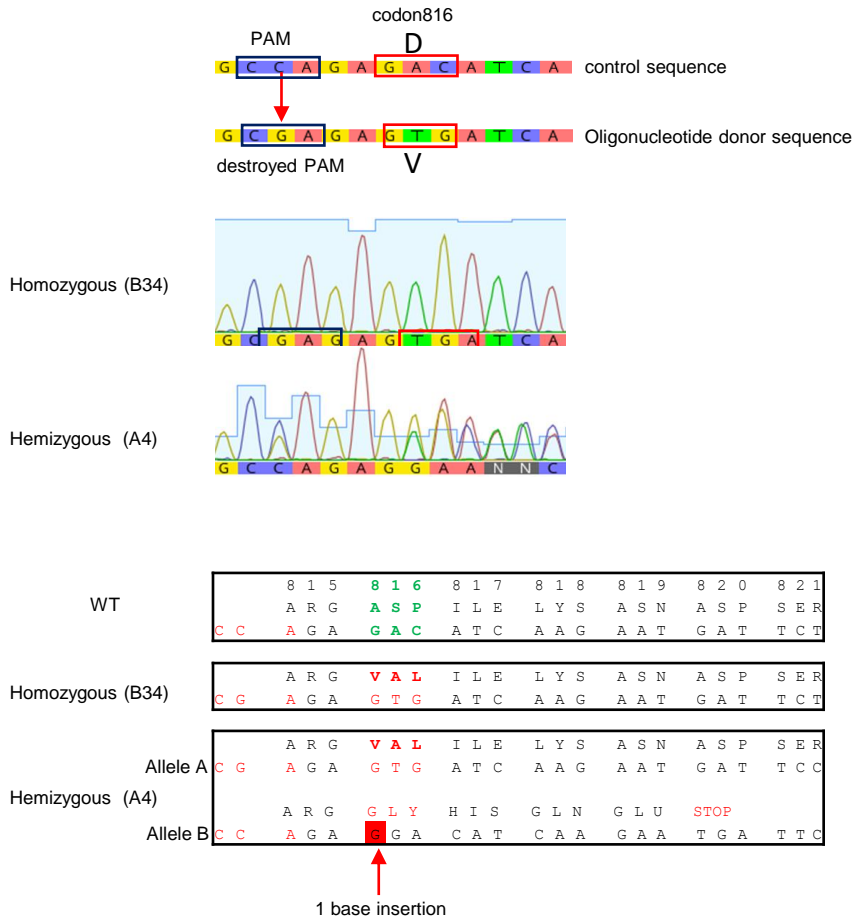 codon816
PAM D
G C C A G A G A C A T C A control sequence
G C G A G A G T G A T C A Oligonucleotide donor sequence
destroyed PAM V
Homozygous (B34)
G C G A G A G T G A T C A
Hemizygous (A4)
G C C A G A G G A A N N C
WT
8 1 5 8 1 6 8 1 7 8 1 8 8 1 9 8 2 0 8 2 1
A R G A S P I L E L Y S A S N A S P S E R
C C A G A G A C A T C A A G A A T G A T T C T
Homozygous (B34)
A R G V A L I L E L Y S A S N A S P S E R
C G A G A G T G A T C A A G A A T G A T T C T
Hemizygous (A4)
A R G V A L I L E L Y S A S N A S P S E R
Allele A C G A G A G T G A T C A A G A A T G A T T C C
A R G G L Y H I S G L N G L U STOP
Allele B C C A G A G G A C A T C A A G A A T G A T T C
1 base insertion